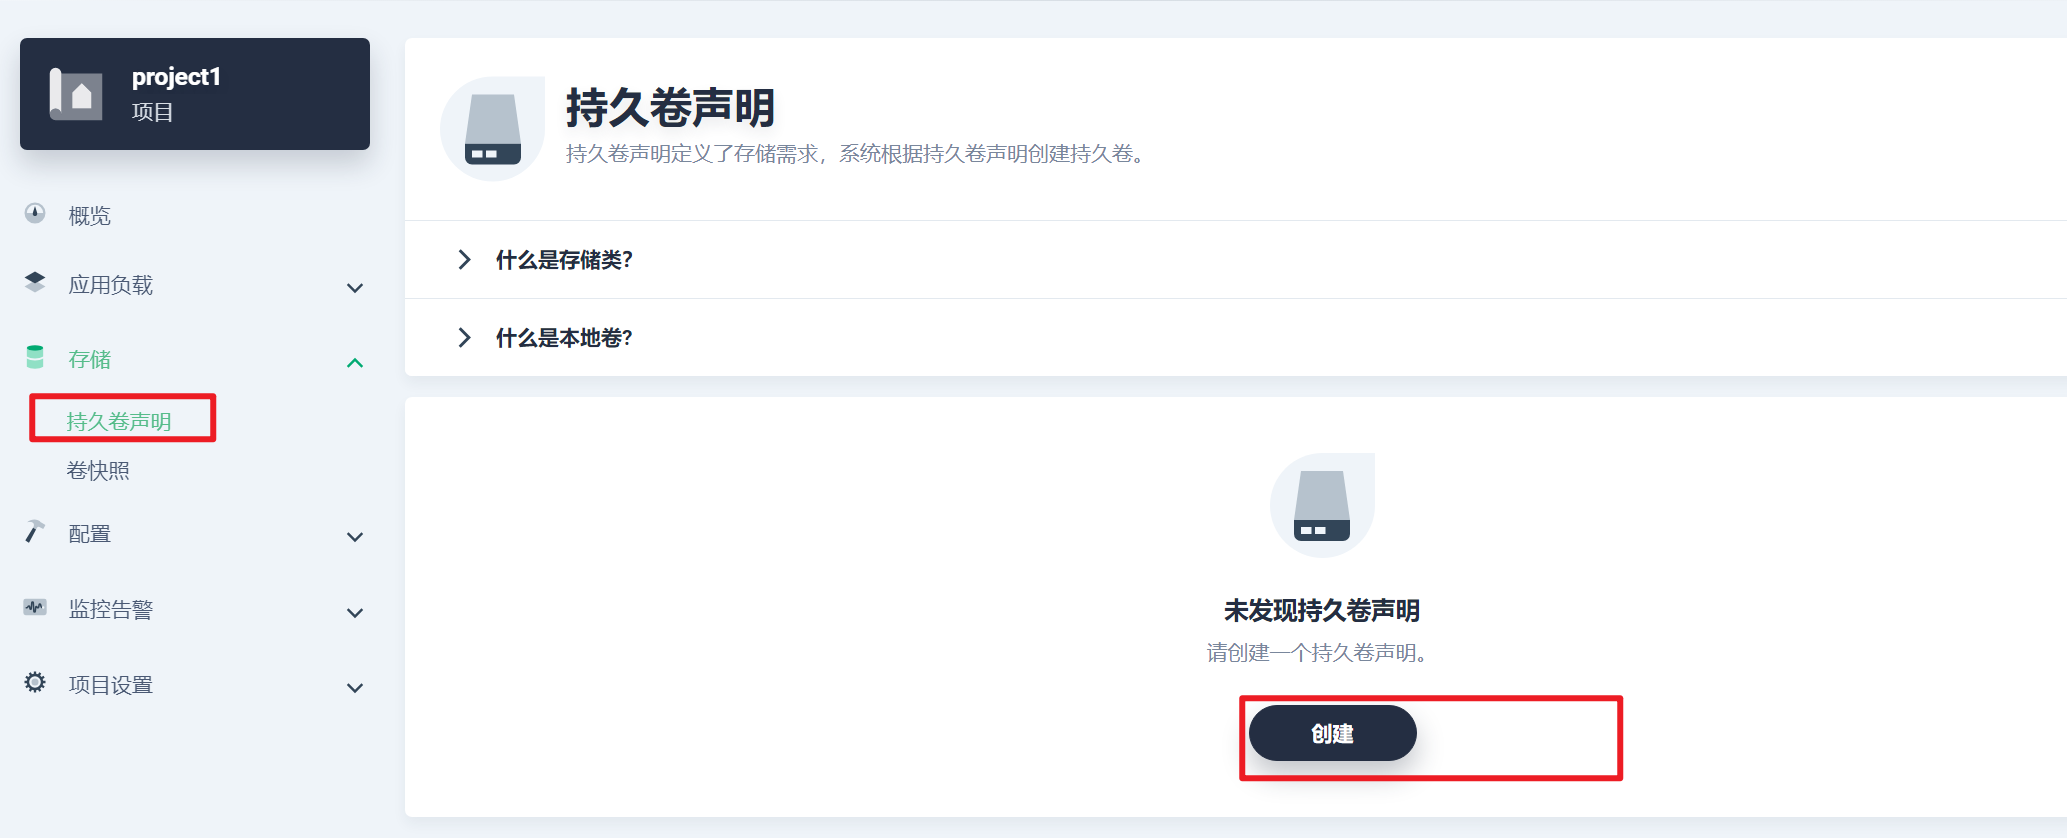 project1
项目
概览
应用负载
存储
持久卷声明
卷快照
配置
监控告警
项目设置
持久卷声明
持久卷声明定义了存储需求，系统根据持久卷声明创建持久卷。
什么是存储类？
什么是本地卷？
未发现持久卷声明
请创建一个持久卷声明。
创建